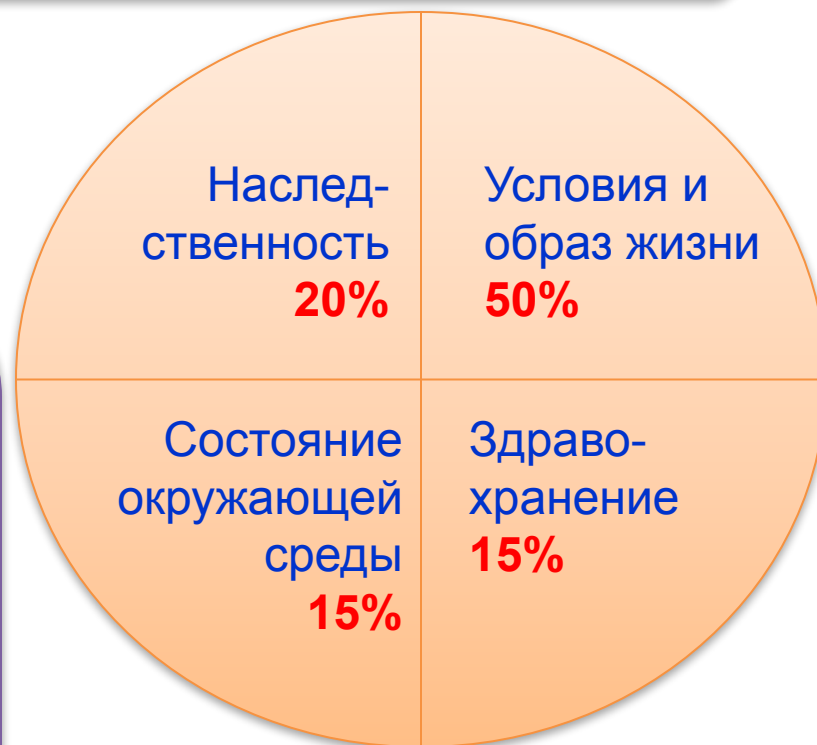 Наслед-
ственность
20%
Условия и
образ жизни
50%
Состояние
окружающей
среды
15%
Здраво-
хранение
15%